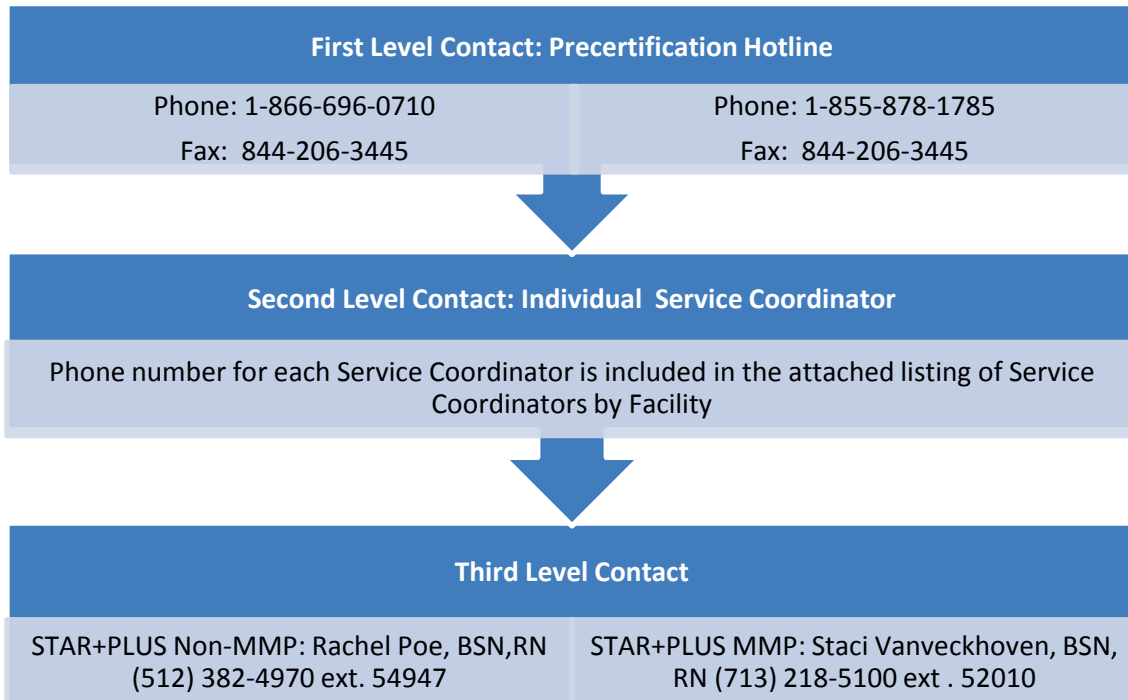 First Level Contact: Precertification Hotline
Phone: 1-866-696-0710
Fax:  844-206-3445
Phone: 1-855-878-1785
Fax:  844-206-3445
Second Level Contact: Individual  Service Coordinator
Phone number for each Service Coordinator is included in the attached listing of Service
Coordinators by Facility
Third Level Contact
STAR+PLUS Non-MMP: Rachel Poe, BSN,RN
(512) 382-4970 ext. 54947
STAR+PLUS MMP: Staci Vanveckhoven, BSN,
RN (713) 218-5100 ext . 52010